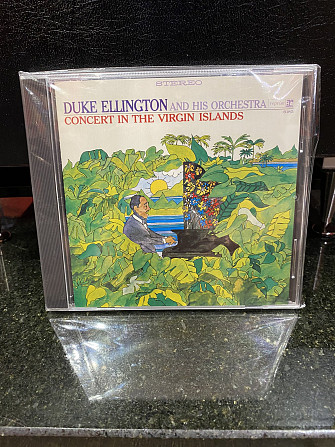 STEREO
DUKE ELLINGTON AND HIS ORCHESTRA
CONCERT IN THE VIRGIN ISLANDS